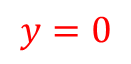 y = 0